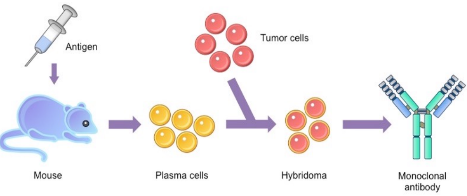 Antigen
Tumor cells
Mouse
Plasma cells
Hybridoma
Monoclonal
antibody